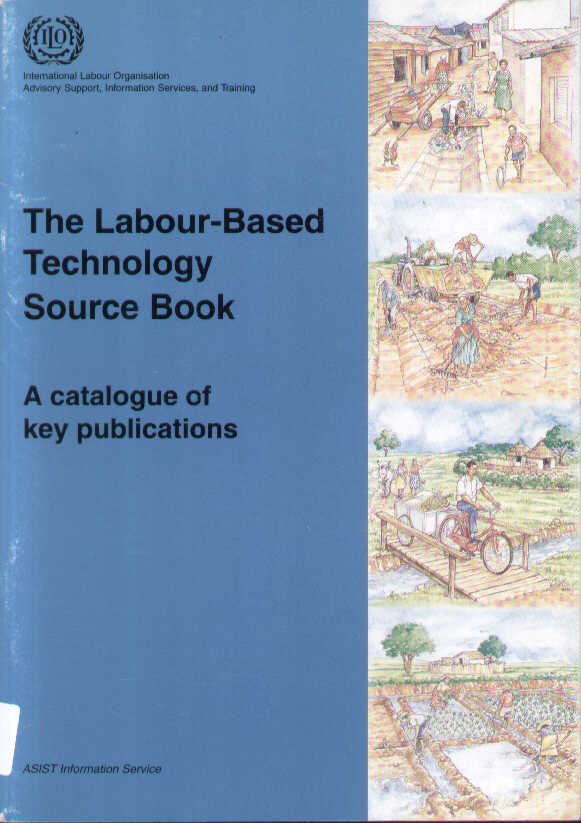 ILO
International Labour Organisation
Advisory Support, Information Services, and Training
The Labour-Based
Technology
Source Book
A catalogue of
key publications
ASIST Information Service